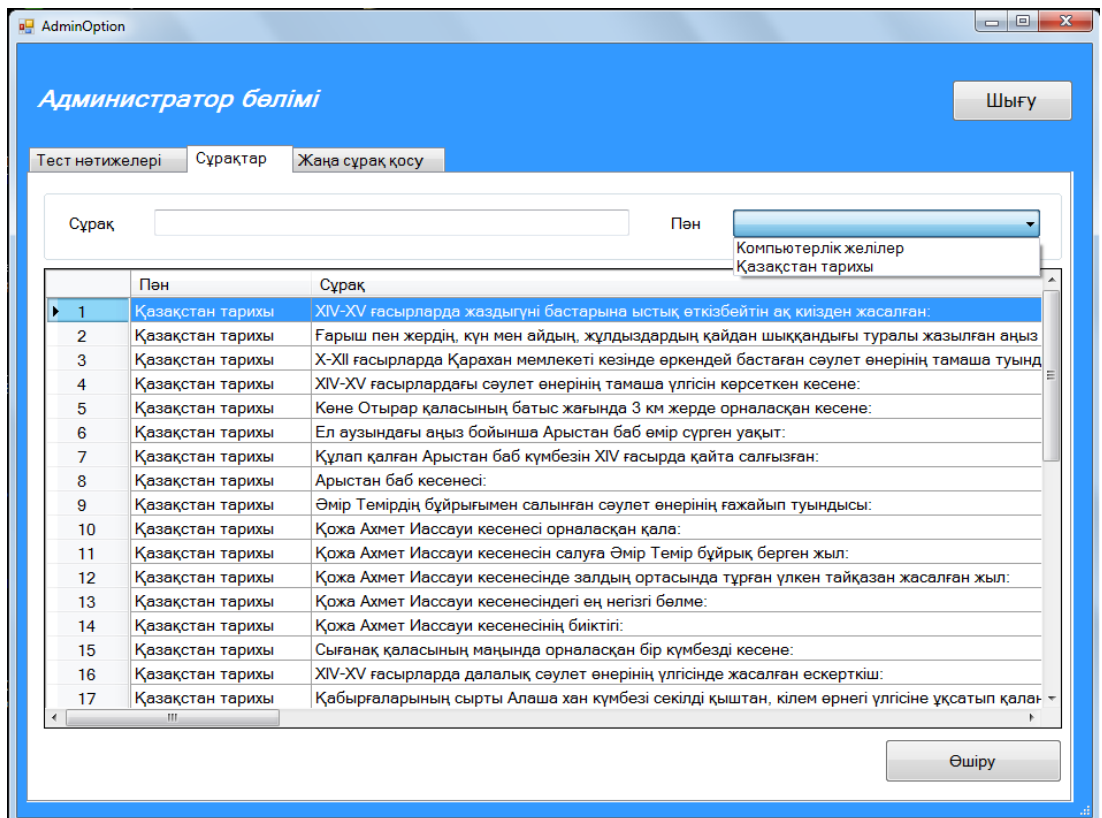 AdminOption
Администратор бөлімі
Шығу
Тест нәтижелері Сұрақтар Жаңа сұрақ қосу
Сұрақ Пән
Компьютерлік желілер
Қазақстан тарихы
Пән Сұрақ
1 Қазақстан тарихы XIV-XV ғасырларда жаздыгүні бастарына ыстық өткізбейтін ақ киізден жасалған:
2 Қазақстан тарихы Ғарыш пен жердің, күн мен айдың, жұлдыздардың қайдан шыққандығы туралы жазылған аңыз
3 Қазақстан тарихы X-XII ғасырларда Қарахан мемлекеті кезінде өркендей бастаған сәулет өнерінің тамаша туынд
4 Қазақстан тарихы XIV-XV ғасырлардағы сәулет өнерінің тамаша үлгісін көрсеткен кесене:
5 Қазақстан тарихы Көне Отырар қаласының батыс жағында 3 км жерде орналасқан кесене:
6 Қазақстан тарихы Ел аузындағы аңыз бойынша Арыстан баб өмір сүрген уақыт:
7 Қазақстан тарихы Құлап қалған Арыстан баб күмбезін XIV ғасырда қайта салғызған:
8 Қазақстан тарихы Арыстан баб кесенесі:
9 Қазақстан тарихы Әмір Темірдің бұйрығымен салынған сәулет өнерінің ғажайып туындысы:
10 Қазақстан тарихы Қожа Ахмет Иассауи кесенесі орналасқан қала:
11 Қазақстан тарихы Қожа Ахмет Иассауи кесенесін салуға Әмір Темір бұйрық берген жыл:
12 Қазақстан тарихы Қожа Ахмет Иассауи кесенесінде залдың ортасында тұрған үлкен тайқазан жасалған жыл:
13 Қазақстан тарихы Қожа Ахмет Иассауи кесенесіндегі ең негізгі бөлме:
14 Қазақстан тарихы Қожа Ахмет Иассауи кесенесінің биіктігі:
15 Қазақстан тарихы Сығанақ қаласының маңында орналасқан бір күмбезді кесене:
16 Қазақстан тарихы XIV-XV ғасырларда далалық сәулет өнерінің үлгісінде жасалған ескерткіш:
17 Қазақстан тарихы Қабырғаларының сырты Алаша хан күмбезі секілді қыштан, кілем өрнегі үлгісіне ұқсатып қалан
Өшіру